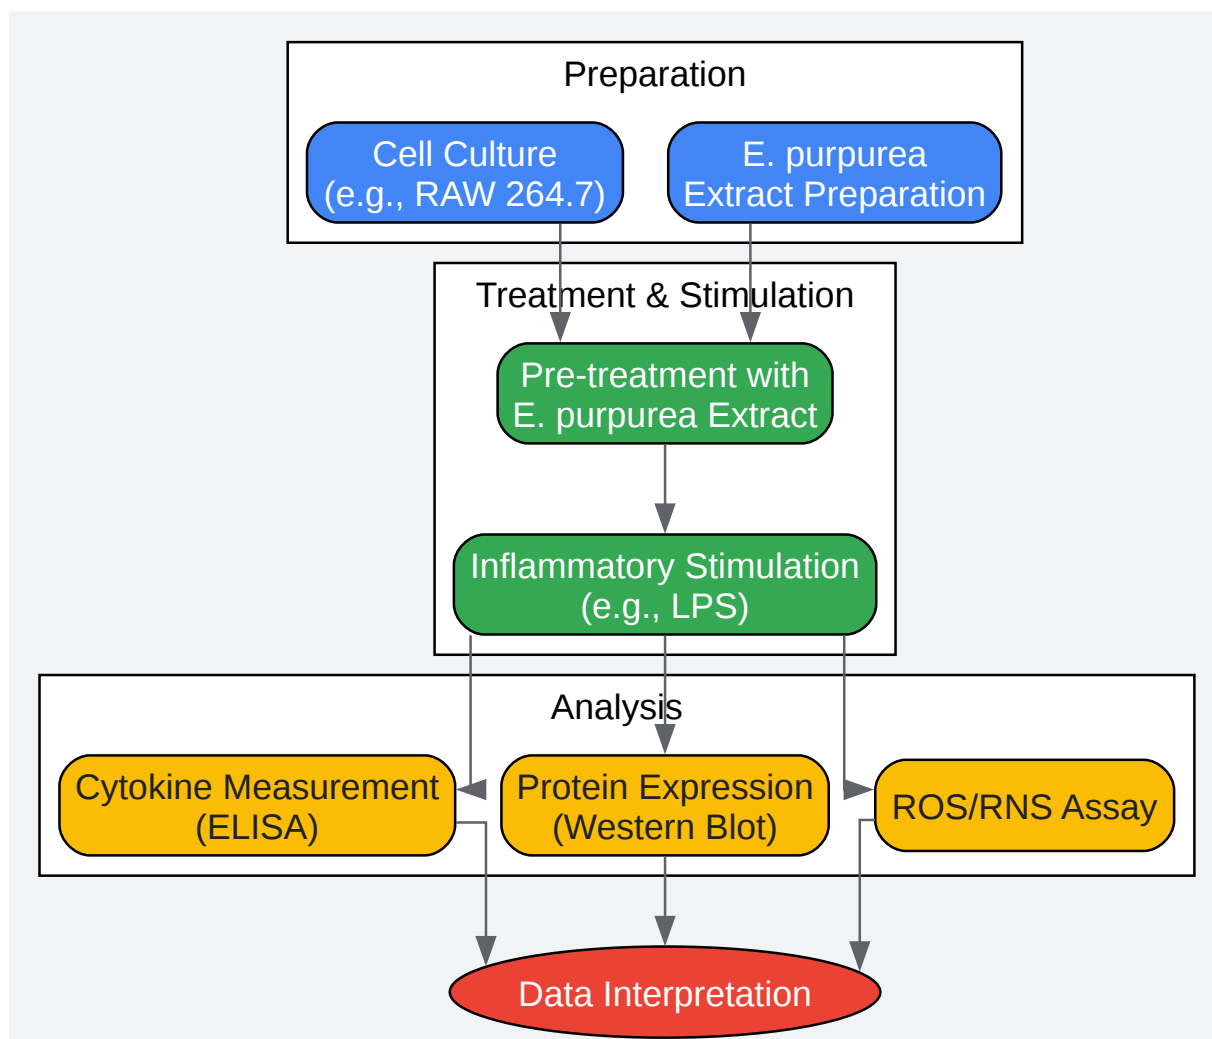 Preparation
Cell Culture
(e.g., RAW 264.7)
E. purpurea
Extract Preparation
Treatment & Stimulation
Pre-treatment with
E. purpurea Extract
Inflammatory Stimulation
(e.g., LPS)
Analysis
Cytokine Measurement
(ELISA)
Protein Expression
(Western Blot)
ROS/RNS Assay
Data Interpretation